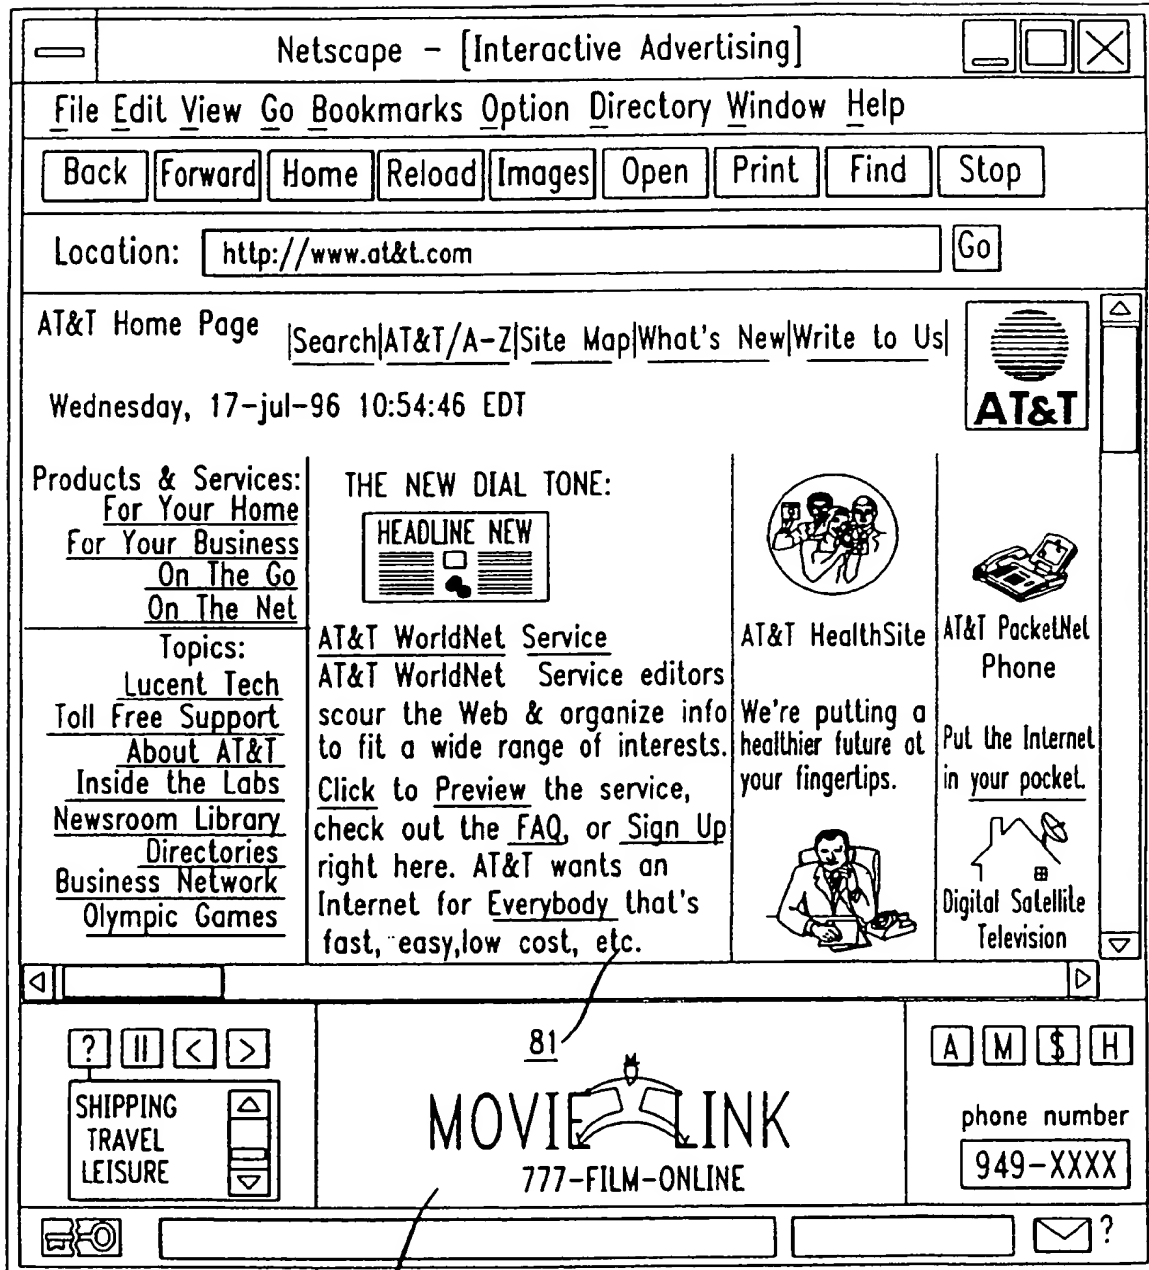 Netscape - [Interactive Advertising]
File Edit View Go Bookmarks Option Directory Window Help
Back Forward Home Reload Images Open Print Find Stop
Location: http://www.at&t.com Go
AT&T Home Page |Search|AT&T/A-Z|Site Map|What's New|Write to Us|
AT&T
Wednesday, 17-jul-96 10:54:46 EDT
Products & Services:
For Your Home
For Your Business
On The Go
On The Net
Topics:
Lucent Tech
Toll Free Support
About AT&T
Inside the Labs
Newsroom Library
Directories
Business Network
Olympic Games
THE NEW DIAL TONE:
HEADLINE NEW
AT&T WorldNet Service
AT&T WorldNet Service editors
scour the Web & organize info
to fit a wide range of interests.
Click to Preview the service,
check out the FAQ, or Sign Up
right here. AT&T wants an
Internet for Everybody that's
fast, easy,low cost, etc.
AT&T HealthSite
We're putting a
healthier future at
your fingertips.
AT&T PacketNet
Phone
Put the Internet
in your pocket.
Digital Satellite
Television
? || < >
SHIPPING
TRAVEL
LEISURE
81
MOVIE LINK
777-FILM-ONLINE
A M $ H
phone number
949-XXXX
?